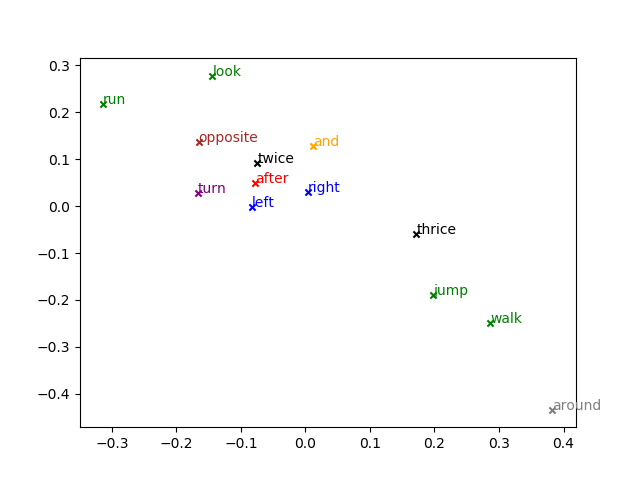 0.3
0.2
0.1
0.0
−0.1
−0.2
−0.3
−0.4
look
run
opposite
and
twice
after
turn
right
left
thrice
jump
walk
around
−0.3 −0.2 −0.1 0.0 0.1 0.2 0.3 0.4